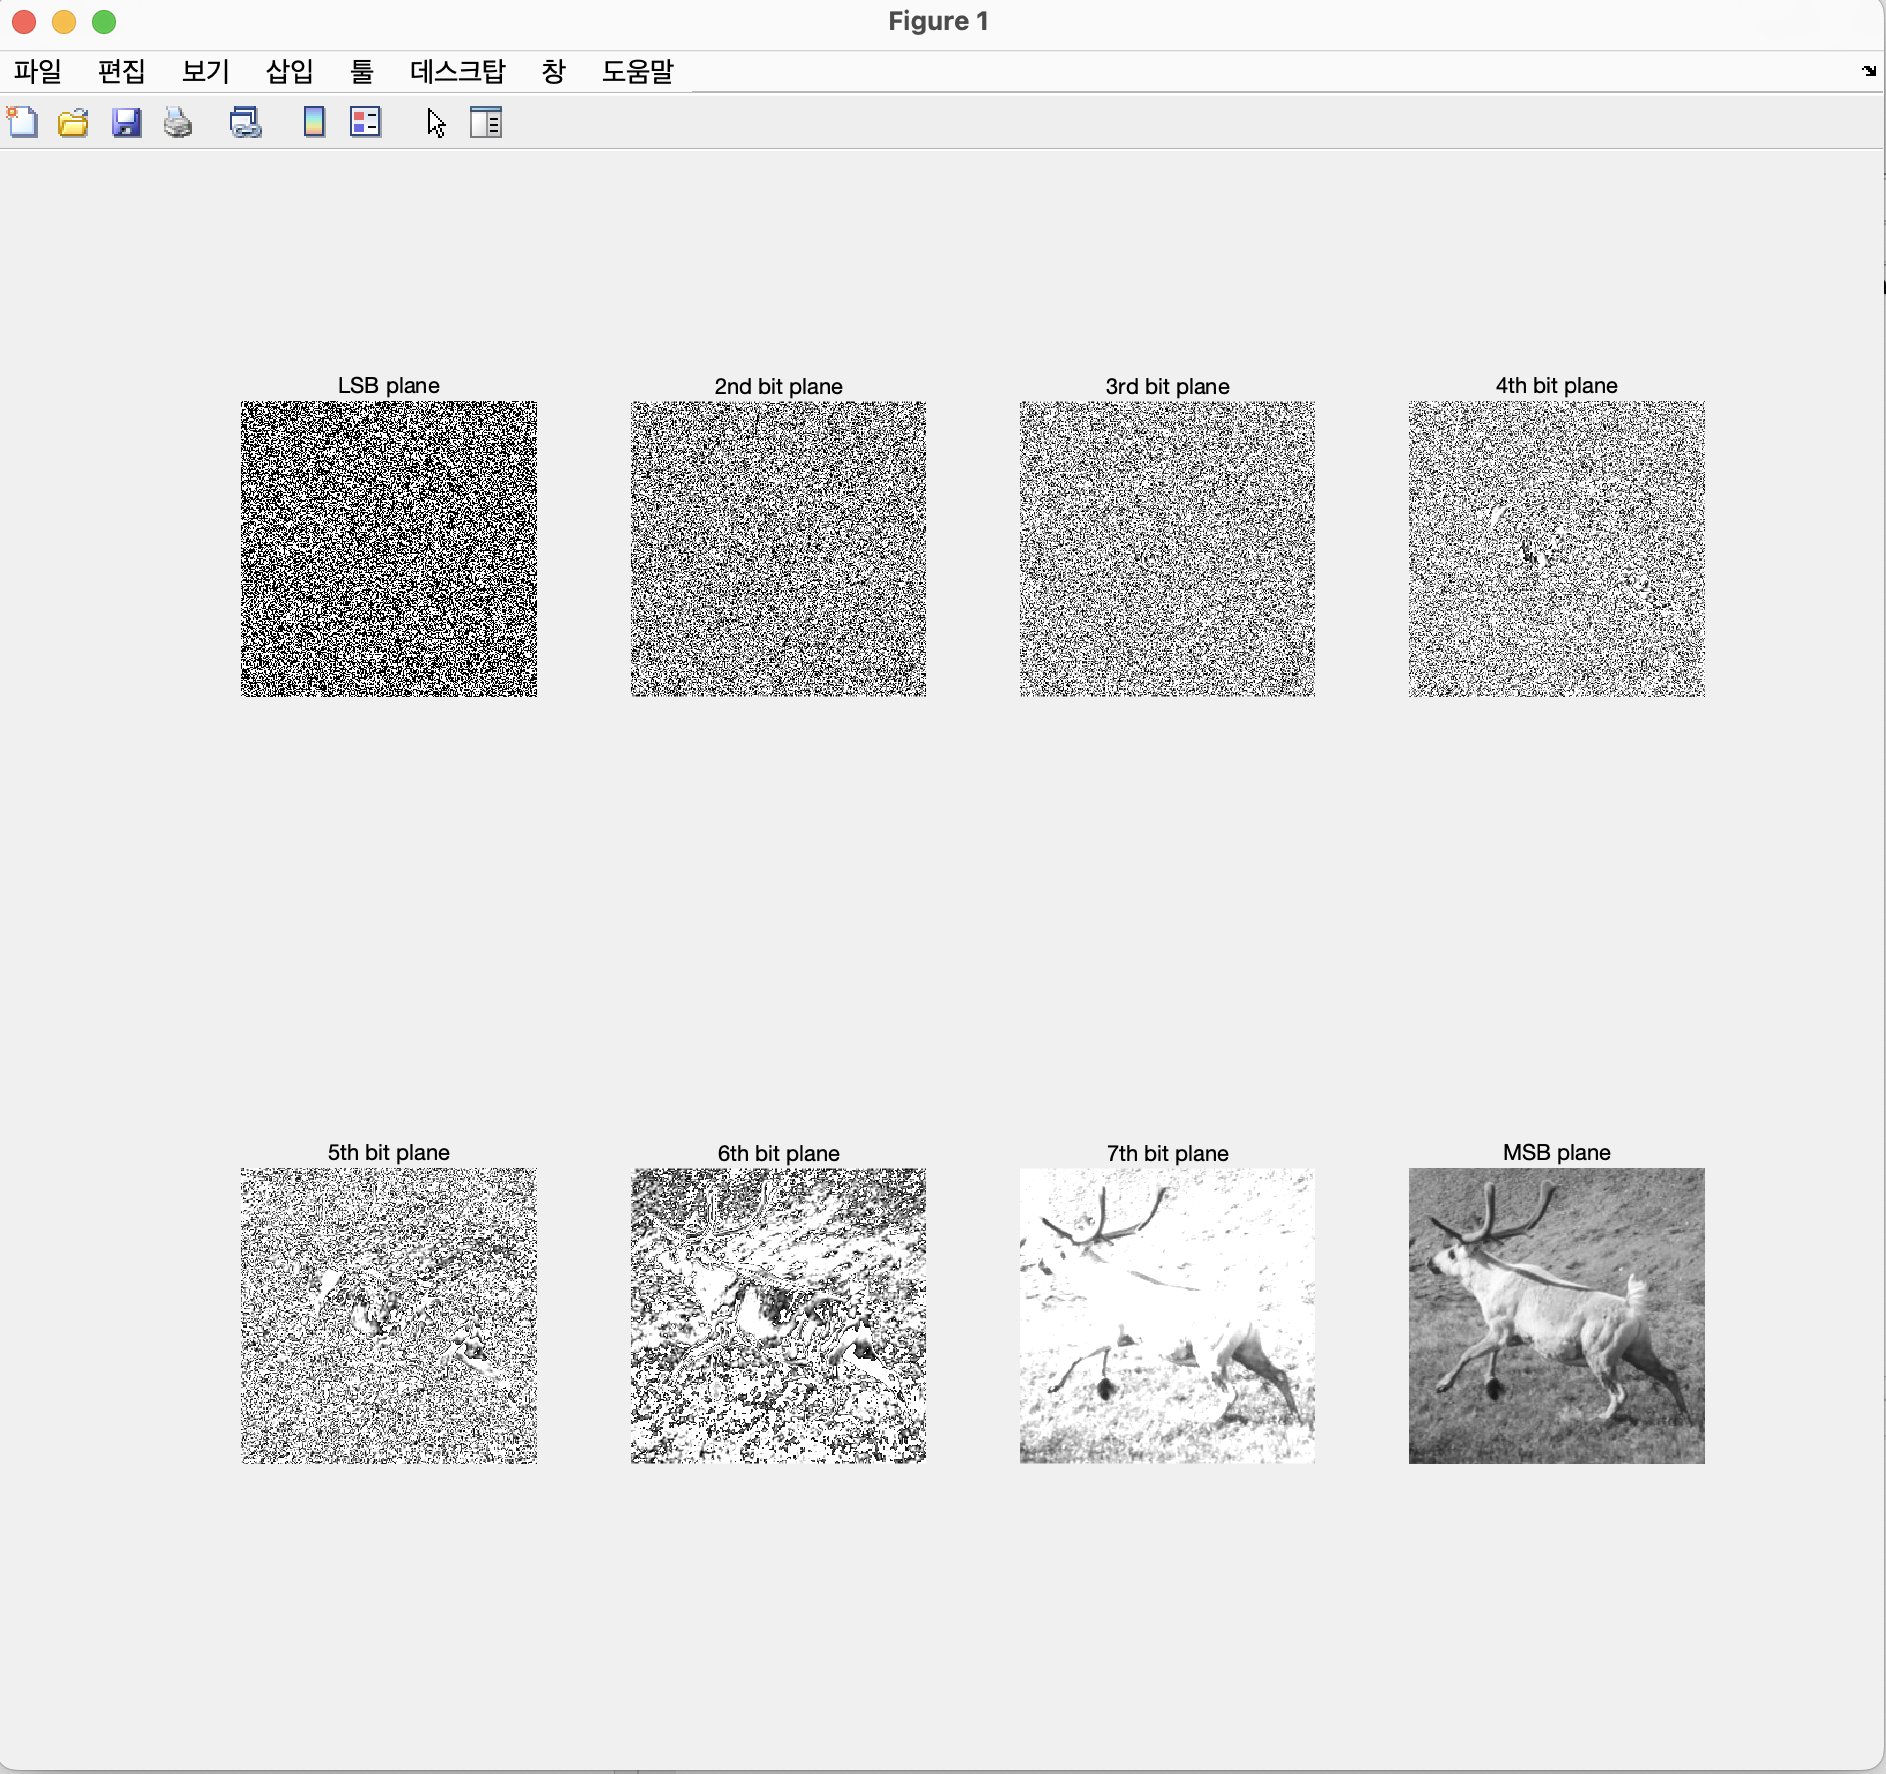 Figure 1
파일 편집 보기 삽입 툴 데스크탑 창 도움말
LSB plane
2nd bit plane
3rd bit plane
4th bit plane
5th bit plane
6th bit plane
7th bit plane
MSB plane